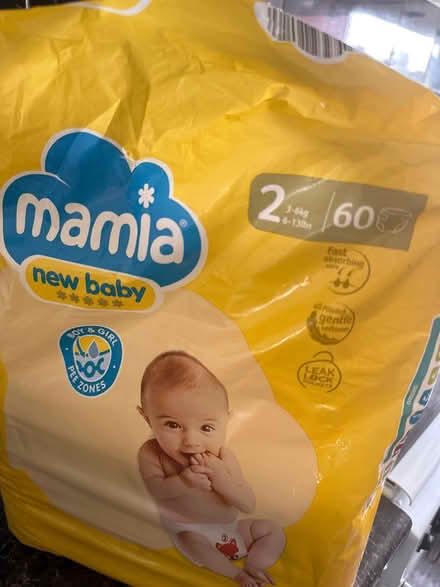 mamia®
new baby
BOY & GIRL
PEE ZONES
2
3-6kg
6-13lbs
60
fast
absorbing
gentle
LEAK
LOCK